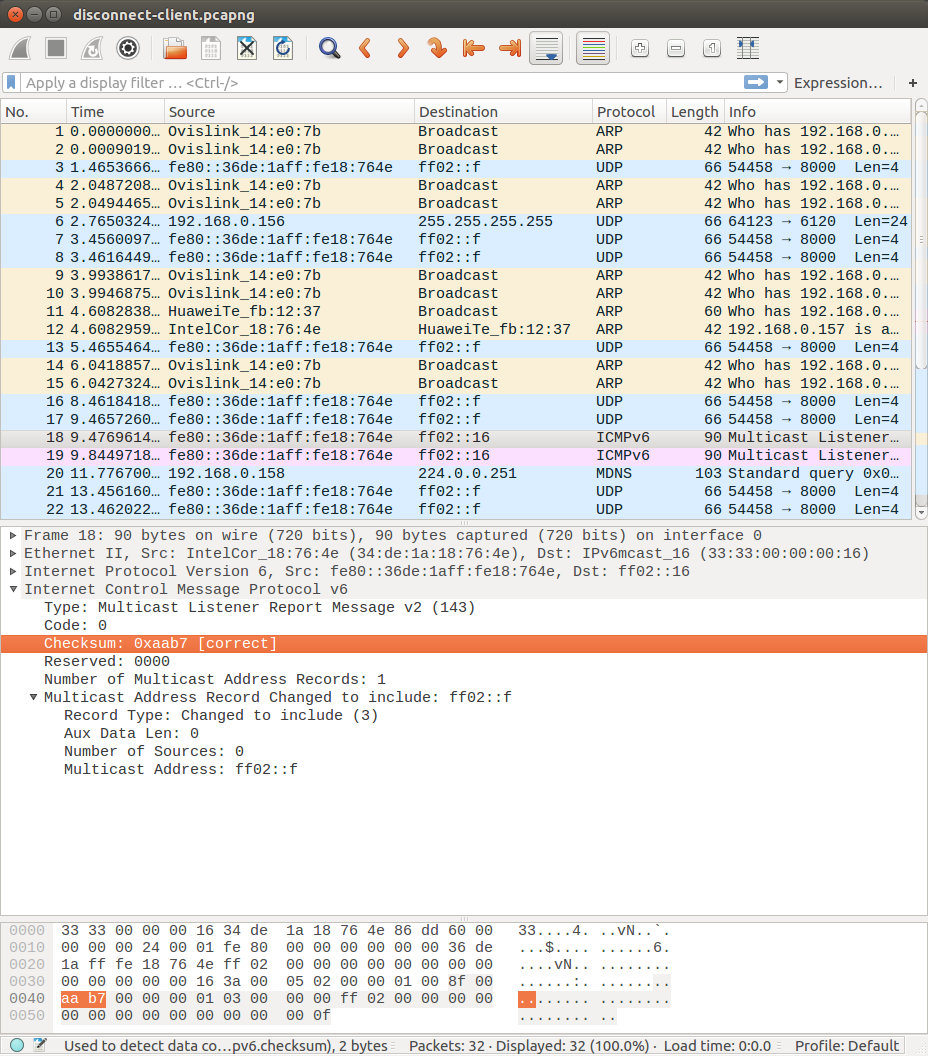 disconnect-client.pcapng
Apply a display filter … <Ctrl-/> Expression… +
No. Time Source Destination Protocol Length Info
1 0.0000000… Ovislink_14:e0:7b Broadcast ARP 42 Who has 192.168.0.…
2 0.0009019… Ovislink_14:e0:7b Broadcast ARP 42 Who has 192.168.0.…
3 1.4653666… fe80::36de:1aff:fe18:764e ff02::f UDP 66 54458 → 8000 Len=4
4 2.0487208… Ovislink_14:e0:7b Broadcast ARP 42 Who has 192.168.0.…
5 2.0494465… Ovislink_14:e0:7b Broadcast ARP 42 Who has 192.168.0.…
6 2.7650324… 192.168.0.156 255.255.255.255 UDP 66 64123 → 6120 Len=24
7 3.4560097… fe80::36de:1aff:fe18:764e ff02::f UDP 66 54458 → 8000 Len=4
8 3.4616449… fe80::36de:1aff:fe18:764e ff02::f UDP 66 54458 → 8000 Len=4
9 3.9938617… Ovislink_14:e0:7b Broadcast ARP 42 Who has 192.168.0.…
10 3.9946875… Ovislink_14:e0:7b Broadcast ARP 42 Who has 192.168.0.…
11 4.6082838… HuaweiTe_fb:12:37 Broadcast ARP 60 Who has 192.168.0.…
12 4.6082959… IntelCor_18:76:4e HuaweiTe_fb:12:37 ARP 42 192.168.0.157 is a…
13 5.4655464… fe80::36de:1aff:fe18:764e ff02::f UDP 66 54458 → 8000 Len=4
14 6.0418857… Ovislink_14:e0:7b Broadcast ARP 42 Who has 192.168.0.…
15 6.0427324… Ovislink_14:e0:7b Broadcast ARP 42 Who has 192.168.0.…
16 8.4618418… fe80::36de:1aff:fe18:764e ff02::f UDP 66 54458 → 8000 Len=4
17 9.4657260… fe80::36de:1aff:fe18:764e ff02::f UDP 66 54458 → 8000 Len=4
18 9.4769614… fe80::36de:1aff:fe18:764e ff02::16 ICMPv6 90 Multicast Listener…
19 9.8449718… fe80::36de:1aff:fe18:764e ff02::16 ICMPv6 90 Multicast Listener…
20 11.776700… 192.168.0.158 224.0.0.251 MDNS 103 Standard query 0x0…
21 13.456160… fe80::36de:1aff:fe18:764e ff02::f UDP 66 54458 → 8000 Len=4
22 13.462022… fe80::36de:1aff:fe18:764e ff02::f UDP 66 54458 → 8000 Len=4
Frame 18: 90 bytes on wire (720 bits), 90 bytes captured (720 bits) on interface 0
Ethernet II, Src: IntelCor_18:76:4e (34:de:1a:18:76:4e), Dst: IPv6mcast_16 (33:33:00:00:00:16)
Internet Protocol Version 6, Src: fe80::36de:1aff:fe18:764e, Dst: ff02::16
Internet Control Message Protocol v6
Type: Multicast Listener Report Message v2 (143)
Code: 0
Checksum: 0xaab7 [correct]
Reserved: 0000
Number of Multicast Address Records: 1
Multicast Address Record Changed to include: ff02::f
Record Type: Changed to include (3)
Aux Data Len: 0
Number of Sources: 0
Multicast Address: ff02::f
0000 33 33 00 00 00 16 34 de 1a 18 76 4e 86 dd 60 00 33....4. ..vN..`.
0010 00 00 00 24 00 01 fe 80 00 00 00 00 00 00 36 de ...$.... ......6.
0020 1a ff fe 18 76 4e ff 02 00 00 00 00 00 00 00 00 ....vN.. ........
0030 00 00 00 00 00 16 3a 00 05 02 00 00 01 00 8f 00 ......:. ........
0040 aa b7 00 00 00 01 03 00 00 00 ff 02 00 00 00 00 ........ ........
0050 00 00 00 00 00 00 00 00 00 0f ........ ..
Used to detect data co…pv6.checksum), 2 bytes Packets: 32 · Displayed: 32 (100.0%) · Load time: 0:0.0 Profile: Default